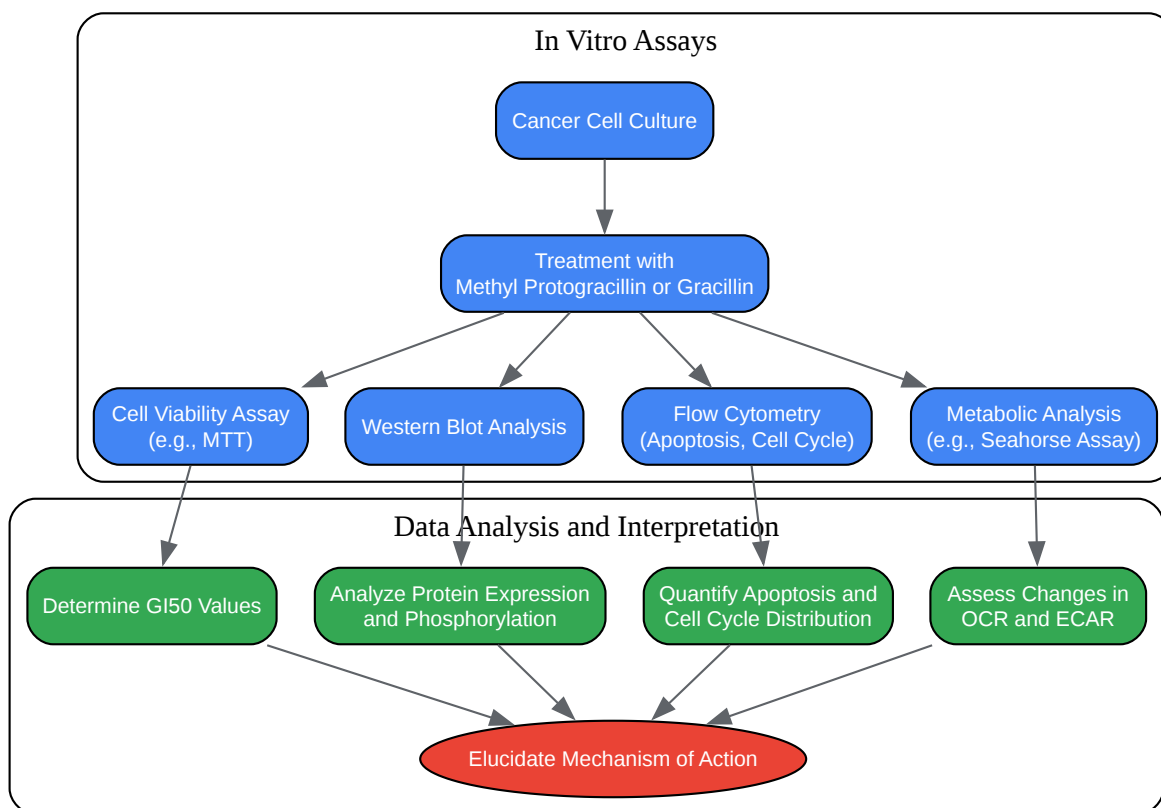 In Vitro Assays
Cancer Cell Culture
Treatment with
Methyl Protogracillin or Gracillin
Cell Viability Assay
(e.g., MTT)
Western Blot Analysis
Flow Cytometry
(Apoptosis, Cell Cycle)
Metabolic Analysis
(e.g., Seahorse Assay)
Data Analysis and Interpretation
Determine GI50 Values
Analyze Protein Expression
and Phosphorylation
Quantify Apoptosis and
Cell Cycle Distribution
Assess Changes in
OCR and ECAR
Elucidate Mechanism of Action